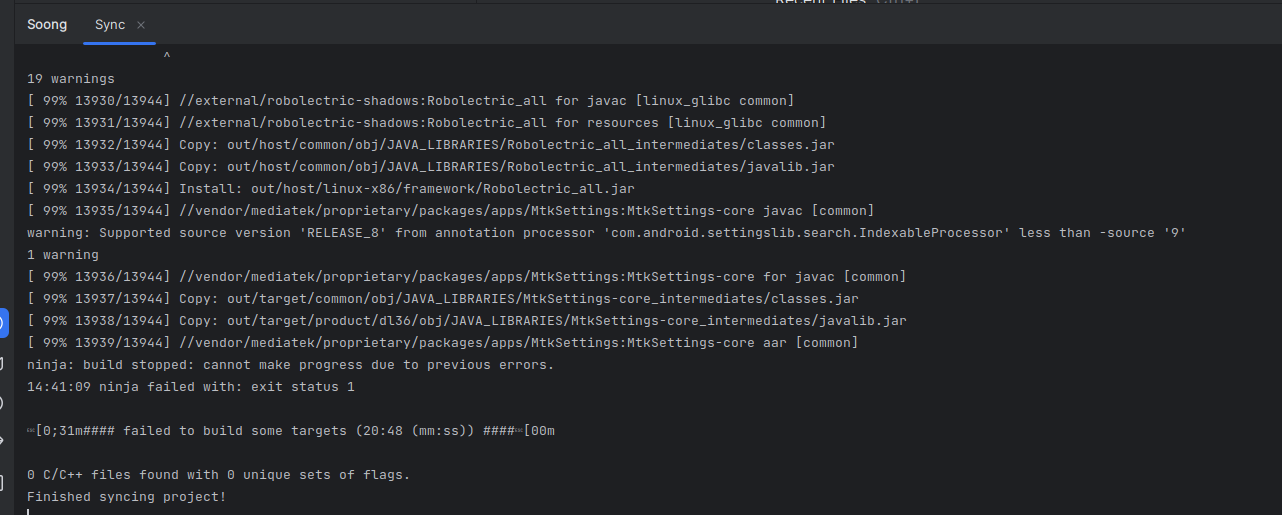 Soong
Sync ×
^
19 warnings
[ 99% 13930/13944] //external/robolectric-shadows:Robolectric_all for javac [linux_glibc common]
[ 99% 13931/13944] //external/robolectric-shadows:Robolectric_all for resources [linux_glibc common]
[ 99% 13932/13944] Copy: out/host/common/obj/JAVA_LIBRARIES/Robolectric_all_intermediates/classes.jar
[ 99% 13933/13944] Copy: out/host/common/obj/JAVA_LIBRARIES/Robolectric_all_intermediates/javalib.jar
[ 99% 13934/13944] Install: out/host/linux-x86/framework/Robolectric_all.jar
[ 99% 13935/13944] //vendor/mediatek/proprietary/packages/apps/MtkSettings:MtkSettings-core javac [common]
warning: Supported source version 'RELEASE_8' from annotation processor 'com.android.settingslib.search.IndexableProcessor' less than -source '9'
1 warning
[ 99% 13936/13944] //vendor/mediatek/proprietary/packages/apps/MtkSettings:MtkSettings-core for javac [common]
[ 99% 13937/13944] Copy: out/target/common/obj/JAVA_LIBRARIES/MtkSettings-core_intermediates/classes.jar
[ 99% 13938/13944] Copy: out/target/product/dl36/obj/JAVA_LIBRARIES/MtkSettings-core_intermediates/javalib.jar
[ 99% 13939/13944] //vendor/mediatek/proprietary/packages/apps/MtkSettings:MtkSettings-core aar [common]
ninja: build stopped: cannot make progress due to previous errors.
14:41:09 ninja failed with: exit status 1
[0;31m#### failed to build some targets (20:48 (mm:ss)) ####[00m
0 C/C++ files found with 0 unique sets of flags.
Finished syncing project!